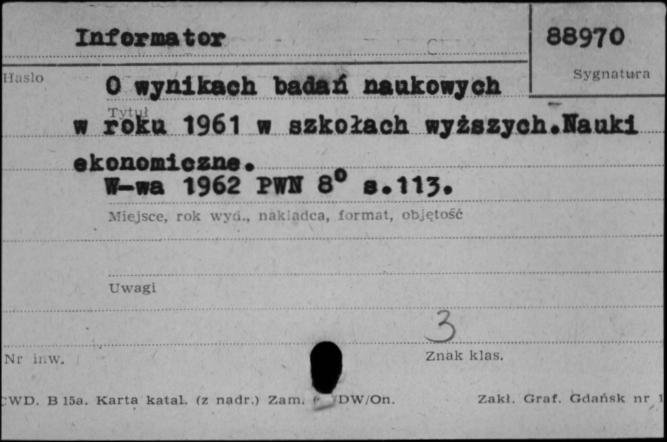 Informator
88970
Hasło
Sygnatura
O wynikach badań naukowych
Tytuł
w roku 1961 w szkołach wyższych.Nauki
ekonomiczne.
W-wa 1962 PWN 8° s.113.
Miejsce, rok wyd., nakładca, format, objętość
Uwagi
3
Nr inw.
Znak klas.
CWD. B 15a. Karta katal. (z nadr.) Zam. DW/On.
Zakł. Graf. Gdańsk nr 1